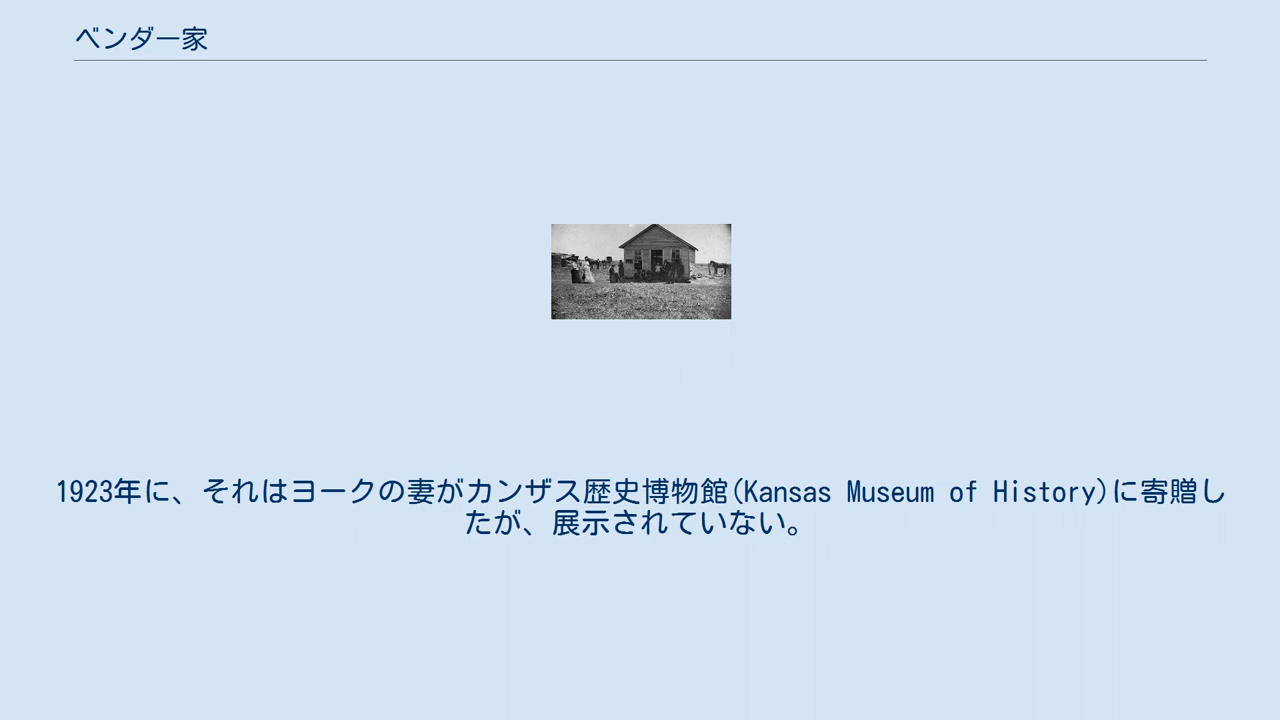 ベンダー家
1923年に、それはヨークの妻がカンザス歴史博物館(Kansas Museum of History)に寄贈し
たが、展示されていない。